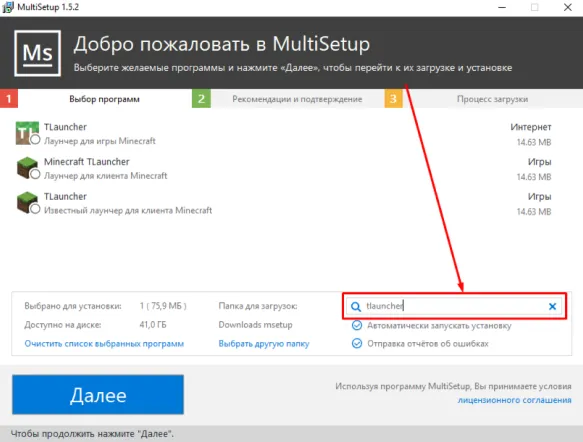 MultiSetup 1.5.2
Ms
Добро пожаловать в MultiSetup
Выберите желаемые программы и нажмите «Далее», чтобы перейти к их загрузке и установке
1 Выбор программ 2 Рекомендации и подтверждение 3 Процесс загрузки
TL
TLauncher Интернет
Лаунчер для игры Minecraft 14.63 MB
Minecraft TLauncher Игры
Лаунчер для клиента Minecraft 14.63 MB
TLauncher Игры
Известный лаунчер для клиента Minecraft 14.63 MB
Выбрано для установки: 1 ( 75,9 МБ ) Папка для загрузок: tlauncher
Доступно на диске: 41,0 ГБ Downloads msetup Автоматически запускать установку
Очистить список выбранных программ Выбрать другую папку Отправка отчётов об ошибках
Далее
Используя программу MultiSetup, Вы принимаете условия
лицензионного соглашения
Чтобы продолжить нажмите "Далее".